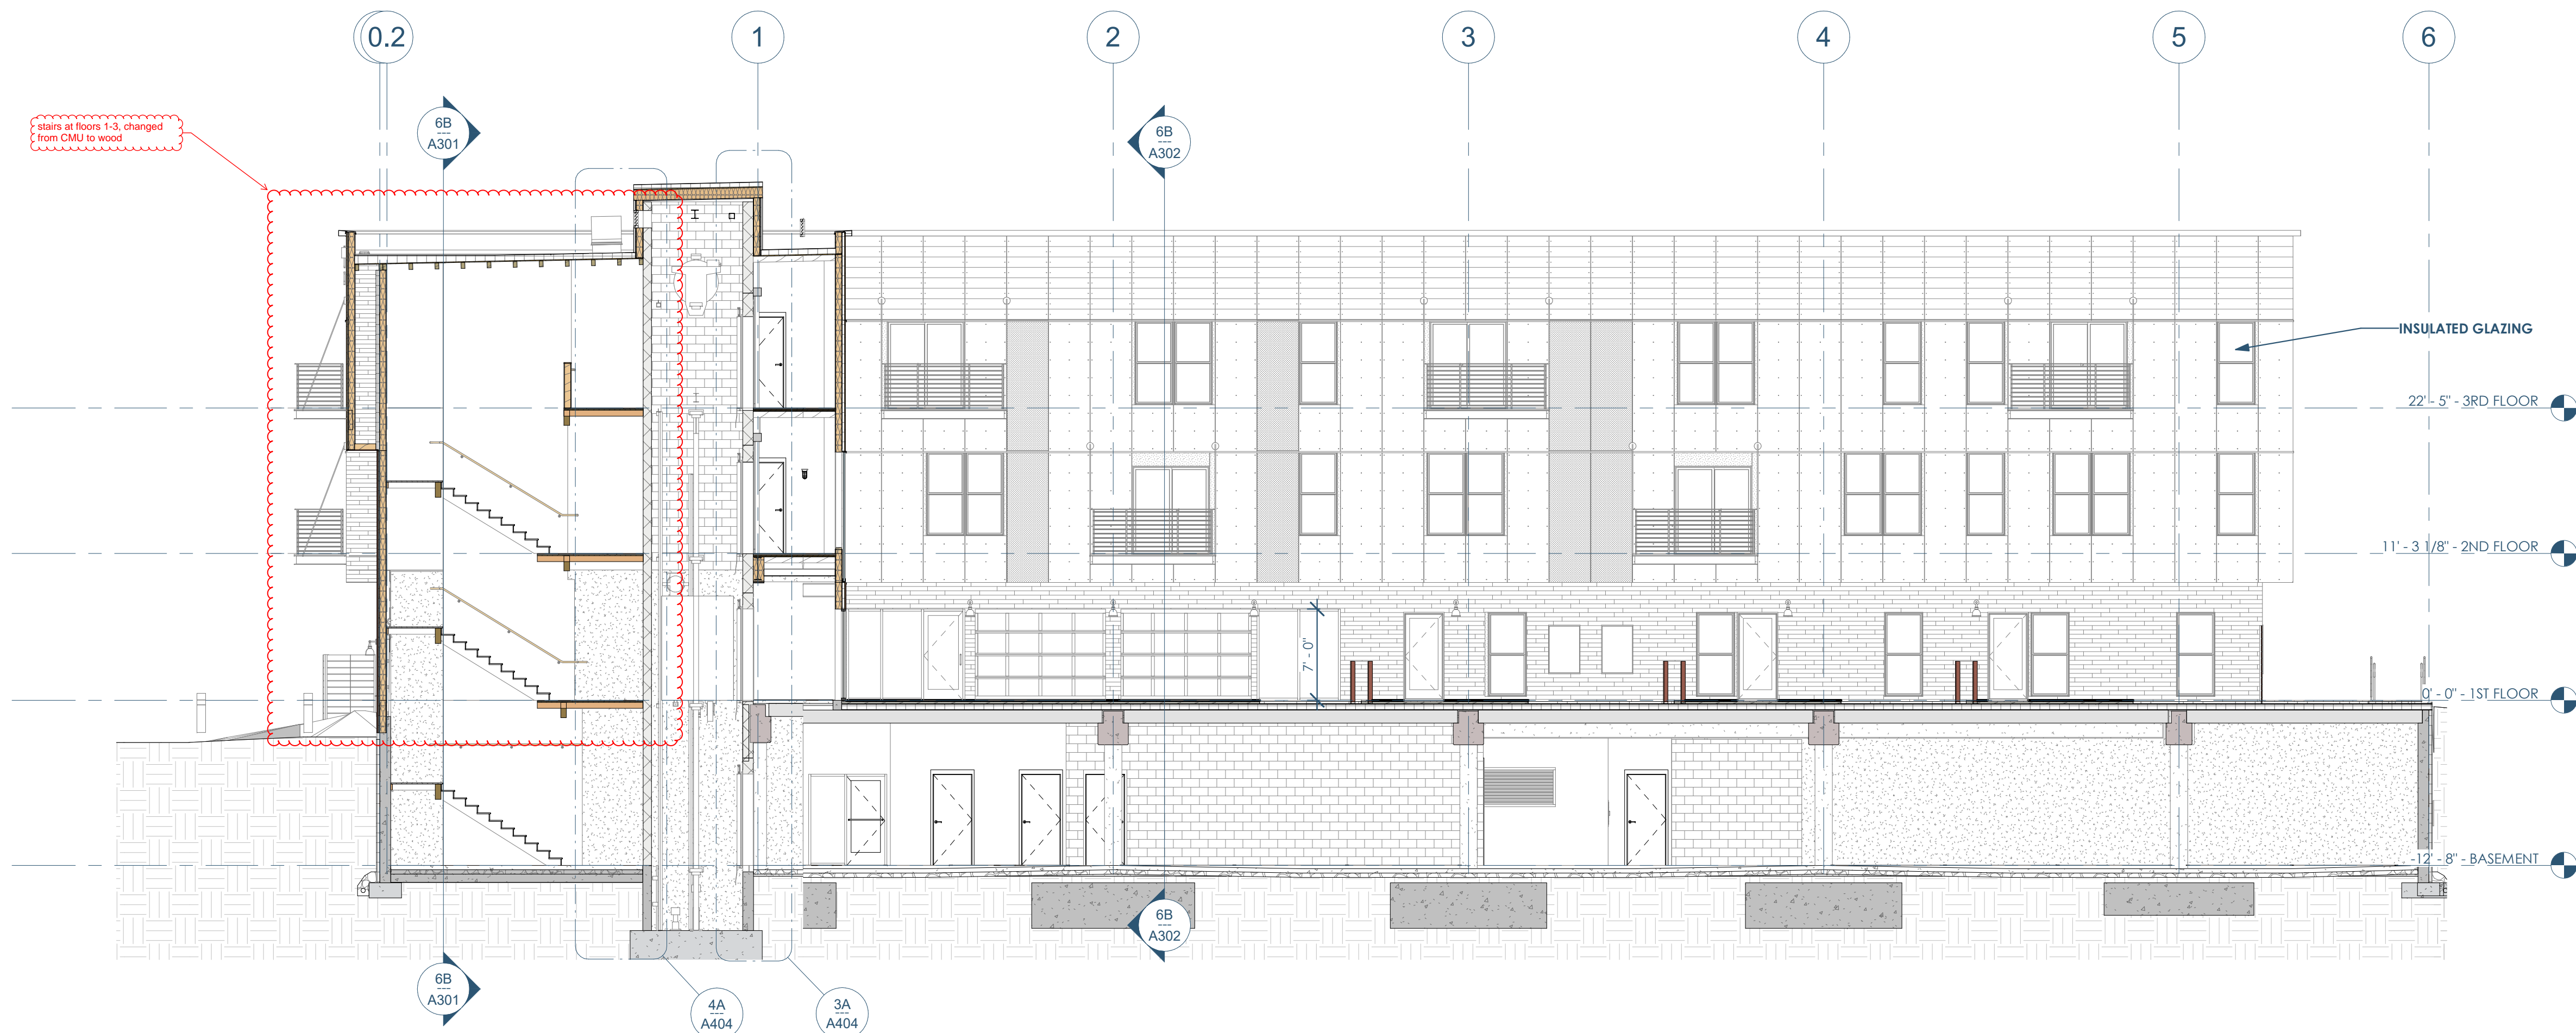 0.2
1
2
3
4
5
6
stairs at floors 1-3, changed
from CMU to wood
6B
---
A301
6B
---
A302
INSULATED GLAZING
22' - 5" - 3RD FLOOR
11' - 3 1/8" - 2ND FLOOR
7' - 0"
0' - 0" - 1ST FLOOR
-12' - 8" - BASEMENT
6B
---
A302
6B
---
A301
4A
---
A404
3A
---
A404